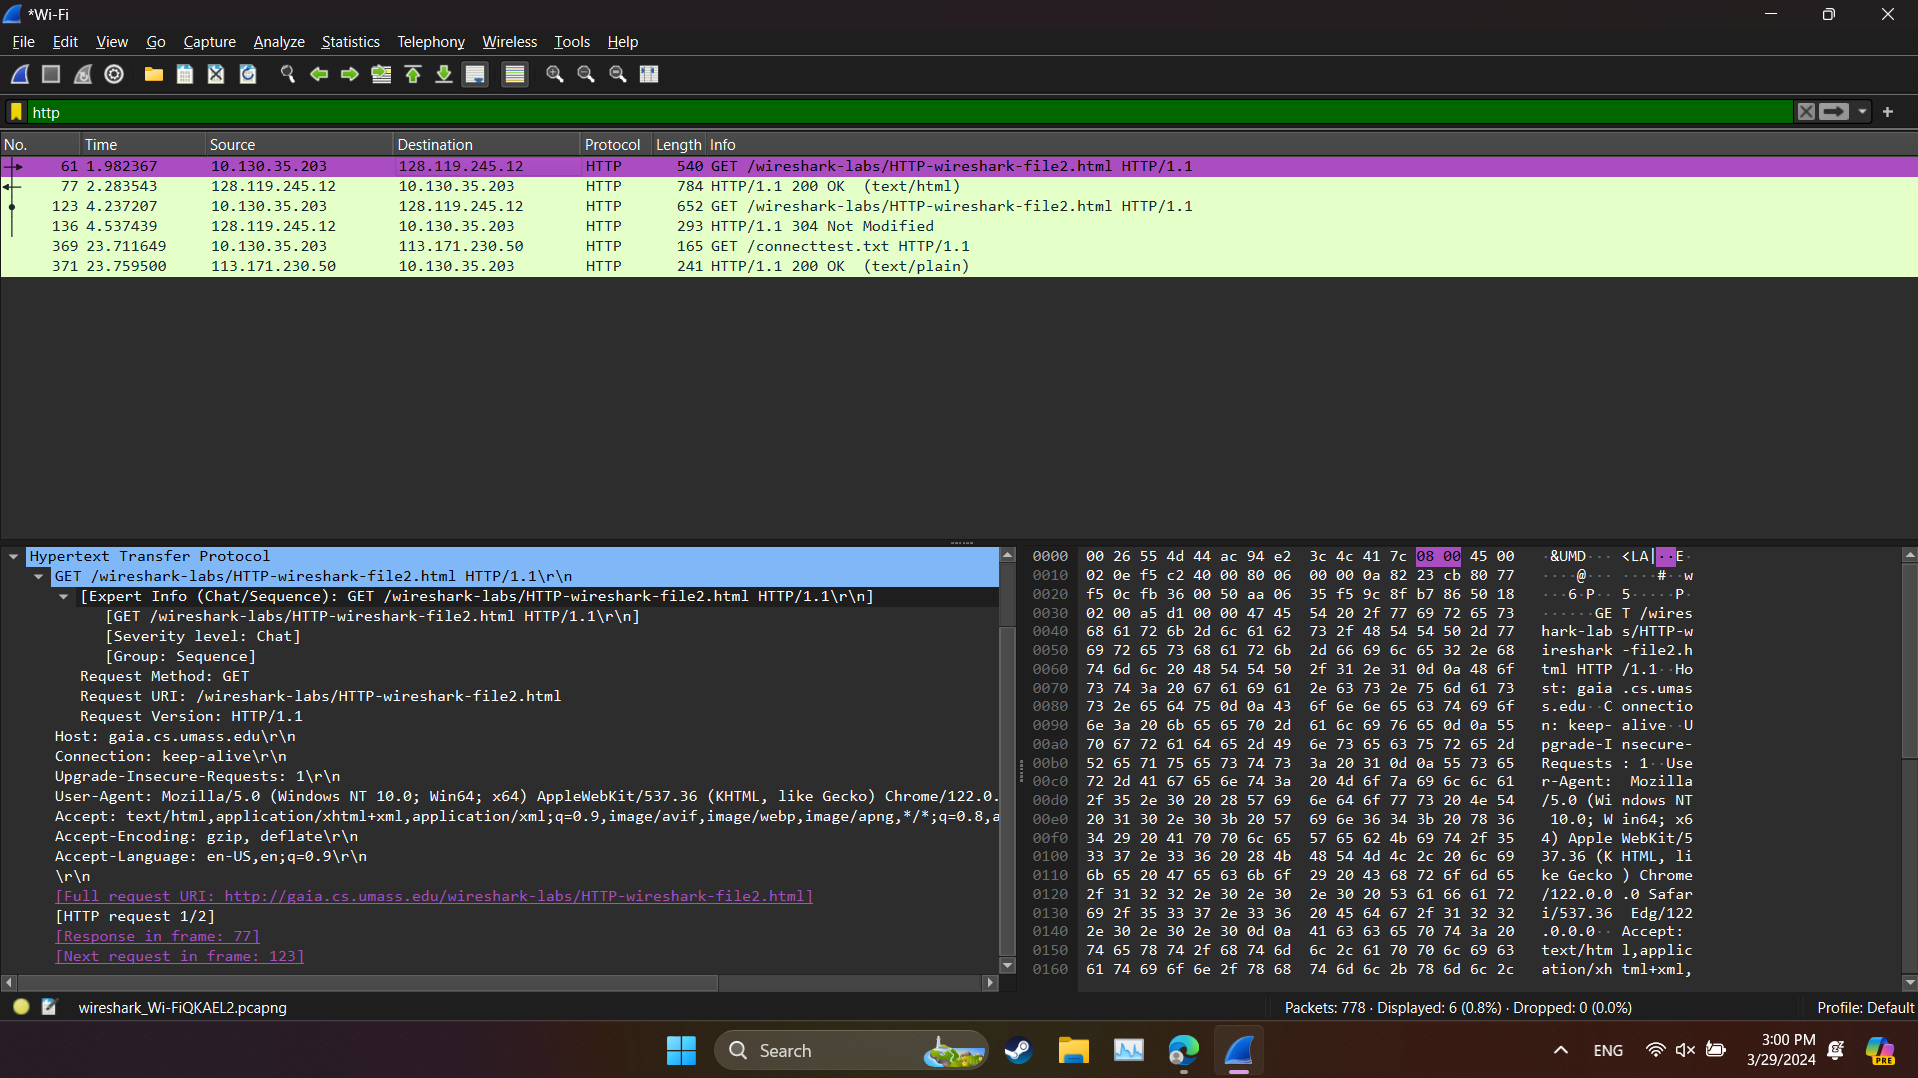 *Wi-Fi
File Edit View Go Capture Analyze Statistics Telephony Wireless Tools Help
http
No. Time Source Destination Protocol Length Info
61 1.982367 10.130.35.203 128.119.245.12 HTTP 540 GET /wireshark-labs/HTTP-wireshark-file2.html HTTP/1.1
77 2.283543 128.119.245.12 10.130.35.203 HTTP 784 HTTP/1.1 200 OK (text/html)
123 4.237207 10.130.35.203 128.119.245.12 HTTP 652 GET /wireshark-labs/HTTP-wireshark-file2.html HTTP/1.1
136 4.537439 128.119.245.12 10.130.35.203 HTTP 293 HTTP/1.1 304 Not Modified
369 23.711649 10.130.35.203 113.171.230.50 HTTP 165 GET /connecttest.txt HTTP/1.1
371 23.759500 113.171.230.50 10.130.35.203 HTTP 241 HTTP/1.1 200 OK (text/plain)
Hypertext Transfer Protocol
GET /wireshark-labs/HTTP-wireshark-file2.html HTTP/1.1\r\n
[Expert Info (Chat/Sequence): GET /wireshark-labs/HTTP-wireshark-file2.html HTTP/1.1\r\n]
[GET /wireshark-labs/HTTP-wireshark-file2.html HTTP/1.1\r\n]
[Severity level: Chat]
[Group: Sequence]
Request Method: GET
Request URI: /wireshark-labs/HTTP-wireshark-file2.html
Request Version: HTTP/1.1
Host: gaia.cs.umass.edu\r\n
Connection: keep-alive\r\n
Upgrade-Insecure-Requests: 1\r\n
User-Agent: Mozilla/5.0 (Windows NT 10.0; Win64; x64) AppleWebKit/537.36 (KHTML, like Gecko) Chrome/122.0.
Accept: text/html,application/xhtml+xml,application/xml;q=0.9,image/avif,image/webp,image/apng,*/*;q=0.8,a
Accept-Encoding: gzip, deflate\r\n
Accept-Language: en-US,en;q=0.9\r\n
\r\n
[Full request URI: http://gaia.cs.umass.edu/wireshark-labs/HTTP-wireshark-file2.html]
[HTTP request 1/2]
[Response in frame: 77]
[Next request in frame: 123]
0000 00 26 55 4d 44 ac 94 e2 3c 4c 41 7c 08 00 45 00 ·&UMD··· <LA|··E·
0010 02 0e f5 c2 40 00 80 06 00 00 0a 82 23 cb 80 77 ····@··· ····#··w
0020 f5 0c fb 36 00 50 aa 06 35 f5 9c 8f b7 86 50 18 ···6·P·· 5·····P·
0030 02 00 a5 d1 00 00 47 45 54 20 2f 77 69 72 65 73 ······GE T /wires
0040 68 61 72 6b 2d 6c 61 62 73 2f 48 54 54 50 2d 77 hark-lab s/HTTP-w
0050 69 72 65 73 68 61 72 6b 2d 66 69 6c 65 32 2e 68 ireshark -file2.h
0060 74 6d 6c 20 48 54 54 50 2f 31 2e 31 0d 0a 48 6f tml HTTP /1.1··Ho
0070 73 74 3a 20 67 61 69 61 2e 63 73 2e 75 6d 61 73 st: gaia .cs.umas
0080 73 2e 65 64 75 0d 0a 43 6f 6e 6e 65 63 74 69 6f s.edu··C onnectio
0090 6e 3a 20 6b 65 65 70 2d 61 6c 69 76 65 0d 0a 55 n: keep- alive··U
00a0 70 67 72 61 64 65 2d 49 6e 73 65 63 75 72 65 2d pgrade-I nsecure-
00b0 52 65 71 75 65 73 74 73 3a 20 31 0d 0a 55 73 65 Requests : 1··Use
00c0 72 2d 41 67 65 6e 74 3a 20 4d 6f 7a 69 6c 6c 61 r-Agent: Mozilla
00d0 2f 35 2e 30 20 28 57 69 6e 64 6f 77 73 20 4e 54 /5.0 (Wi ndows NT
00e0 20 31 30 2e 30 3b 20 57 69 6e 36 34 3b 20 78 36 10.0; W in64; x6
00f0 34 29 20 41 70 70 6c 65 57 65 62 4b 69 74 2f 35 4) Apple WebKit/5
0100 33 37 2e 33 36 20 28 4b 48 54 4d 4c 2c 20 6c 69 37.36 (K HTML, li
0110 6b 65 20 47 65 63 6b 6f 29 20 43 68 72 6f 6d 65 ke Gecko ) Chrome
0120 2f 31 32 32 2e 30 2e 30 2e 30 20 53 61 66 61 72 /122.0.0 .0 Safar
0130 69 2f 35 33 37 2e 33 36 20 45 64 67 2f 31 32 32 i/537.36 Edg/122
0140 2e 30 2e 30 2e 30 0d 0a 41 63 63 65 70 74 3a 20 .0.0.0·· Accept:
0150 74 65 78 74 2f 68 74 6d 6c 2c 61 70 70 6c 69 63 text/htm l,applic
0160 61 74 69 6f 6e 2f 78 68 74 6d 6c 2b 78 6d 6c 2c ation/xh tml+xml,
wireshark_Wi-FiQKAEL2.pcapng Packets: 778 · Displayed: 6 (0.8%) · Dropped: 0 (0.0%) Profile: Default
Search ENG 3:00 PM
3/29/2024
PRE